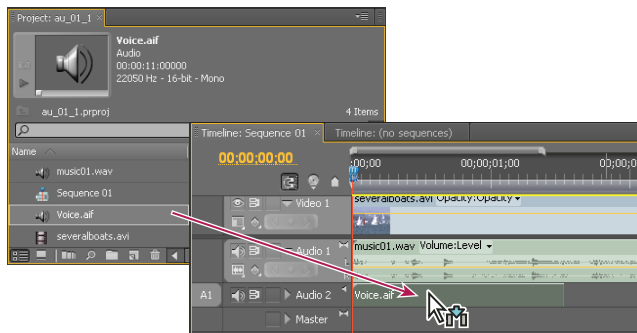 Project: au_01_1 ×
Voice.aif
Audio
00:00:11:00000
22050 Hz - 16-bit - Mono
au_01_1.prproj
4 Items
Name
music01.wav
Sequence 01
Voice.aif
severalboats.avi
Timeline: Sequence 01 ×
Timeline: (no sequences)
00;00;00;00
;00;00
00;00;01;00
00;00;0
Video 1
severalboats.avi Opacity:Opacity
Audio 1
music01.wav Volume:Level
A1
Audio 2
Voice.aif
Master